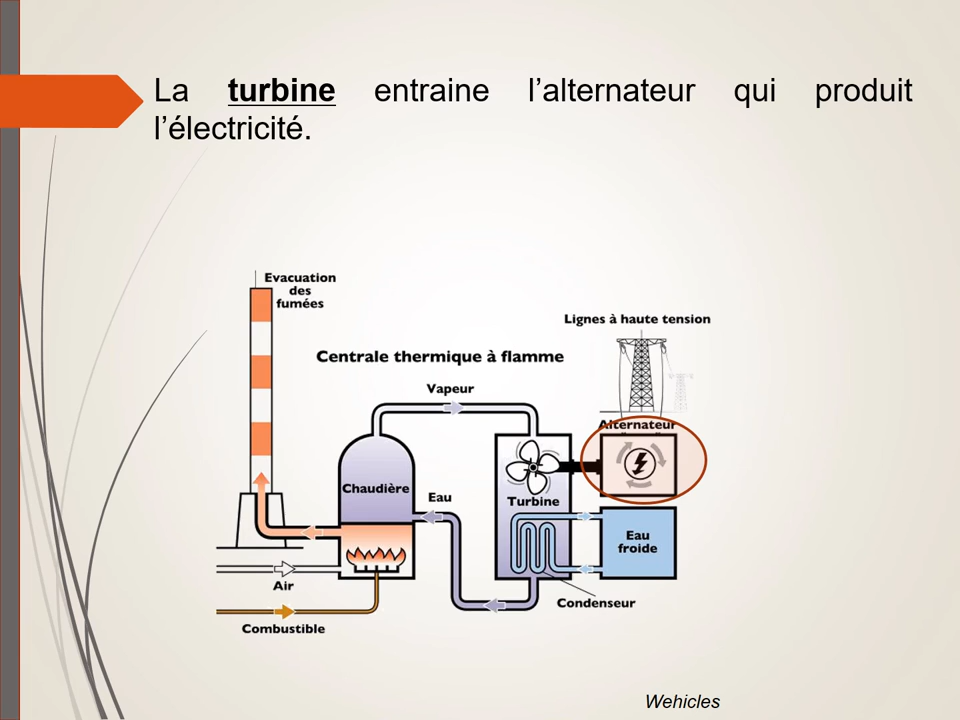 La turbine entraine l’alternateur qui produit
l’électricité.
Evacuation
des
fumées
Lignes à haute tension
Centrale thermique à flamme
Vapeur
Alternateur
Chaudière
Eau
Turbine
Eau
froide
Air
Condenseur
Combustible
Wehicles